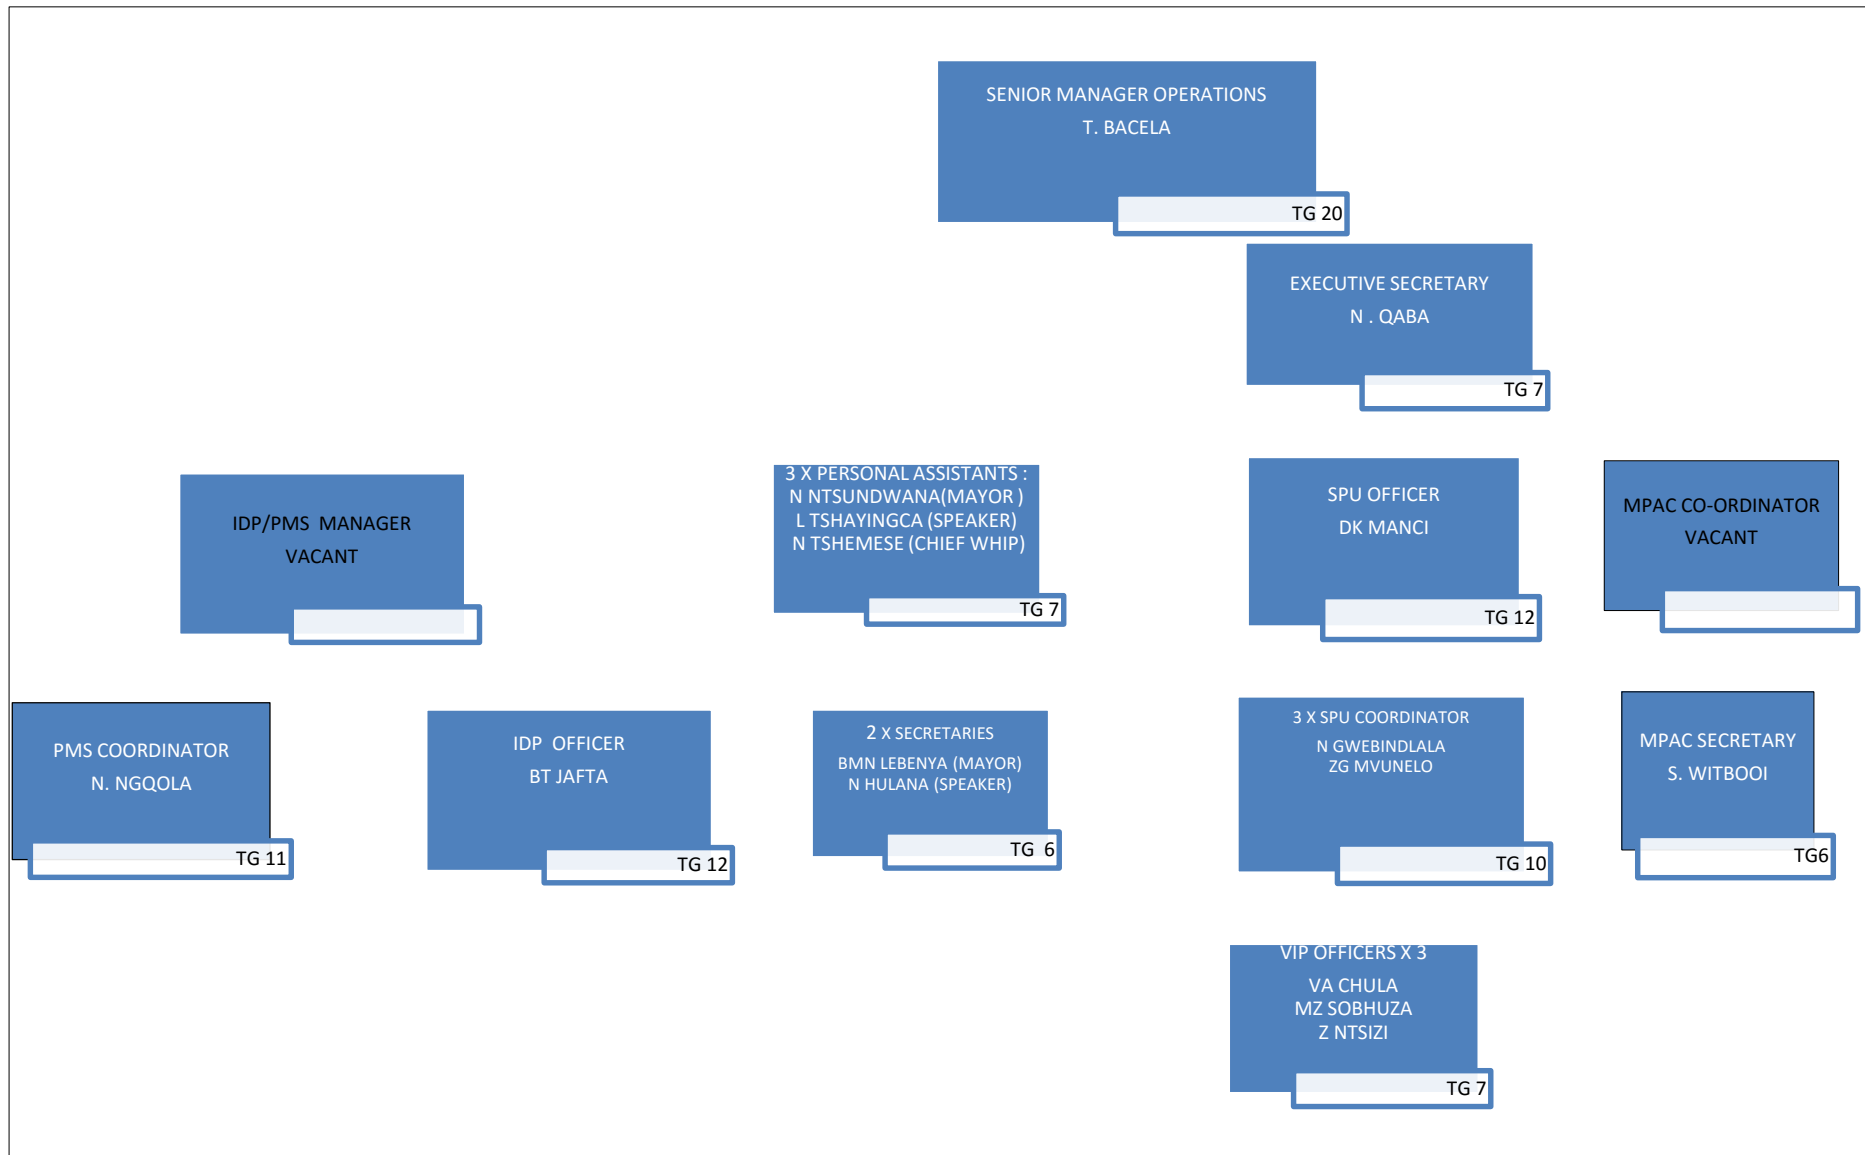 SENIOR MANAGER OPERATIONS
T. BACELA
TG 20
EXECUTIVE SECRETARY
N . QABA
TG 7
IDP/PMS MANAGER
VACANT
3 X PERSONAL ASSISTANTS :
N NTSUNDWANA(MAYOR )
L TSHAYINGCA (SPEAKER)
N TSHEMESE (CHIEF WHIP)
TG 7
SPU OFFICER
DK MANCI
TG 12
MPAC CO-ORDINATOR
VACANT
PMS COORDINATOR
N. NGQOLA
TG 11
IDP OFFICER
BT JAFTA
TG 12
2 X SECRETARIES
BMN LEBENYA (MAYOR)
N HULANA (SPEAKER)
TG 6
3 X SPU COORDINATOR
N GWEBINDLALA
ZG MVUNELO
TG 10
MPAC SECRETARY
S. WITBOOI
TG6
VIP OFFICERS X 3
VA CHULA
MZ SOBHUZA
Z NTSIZI
TG 7